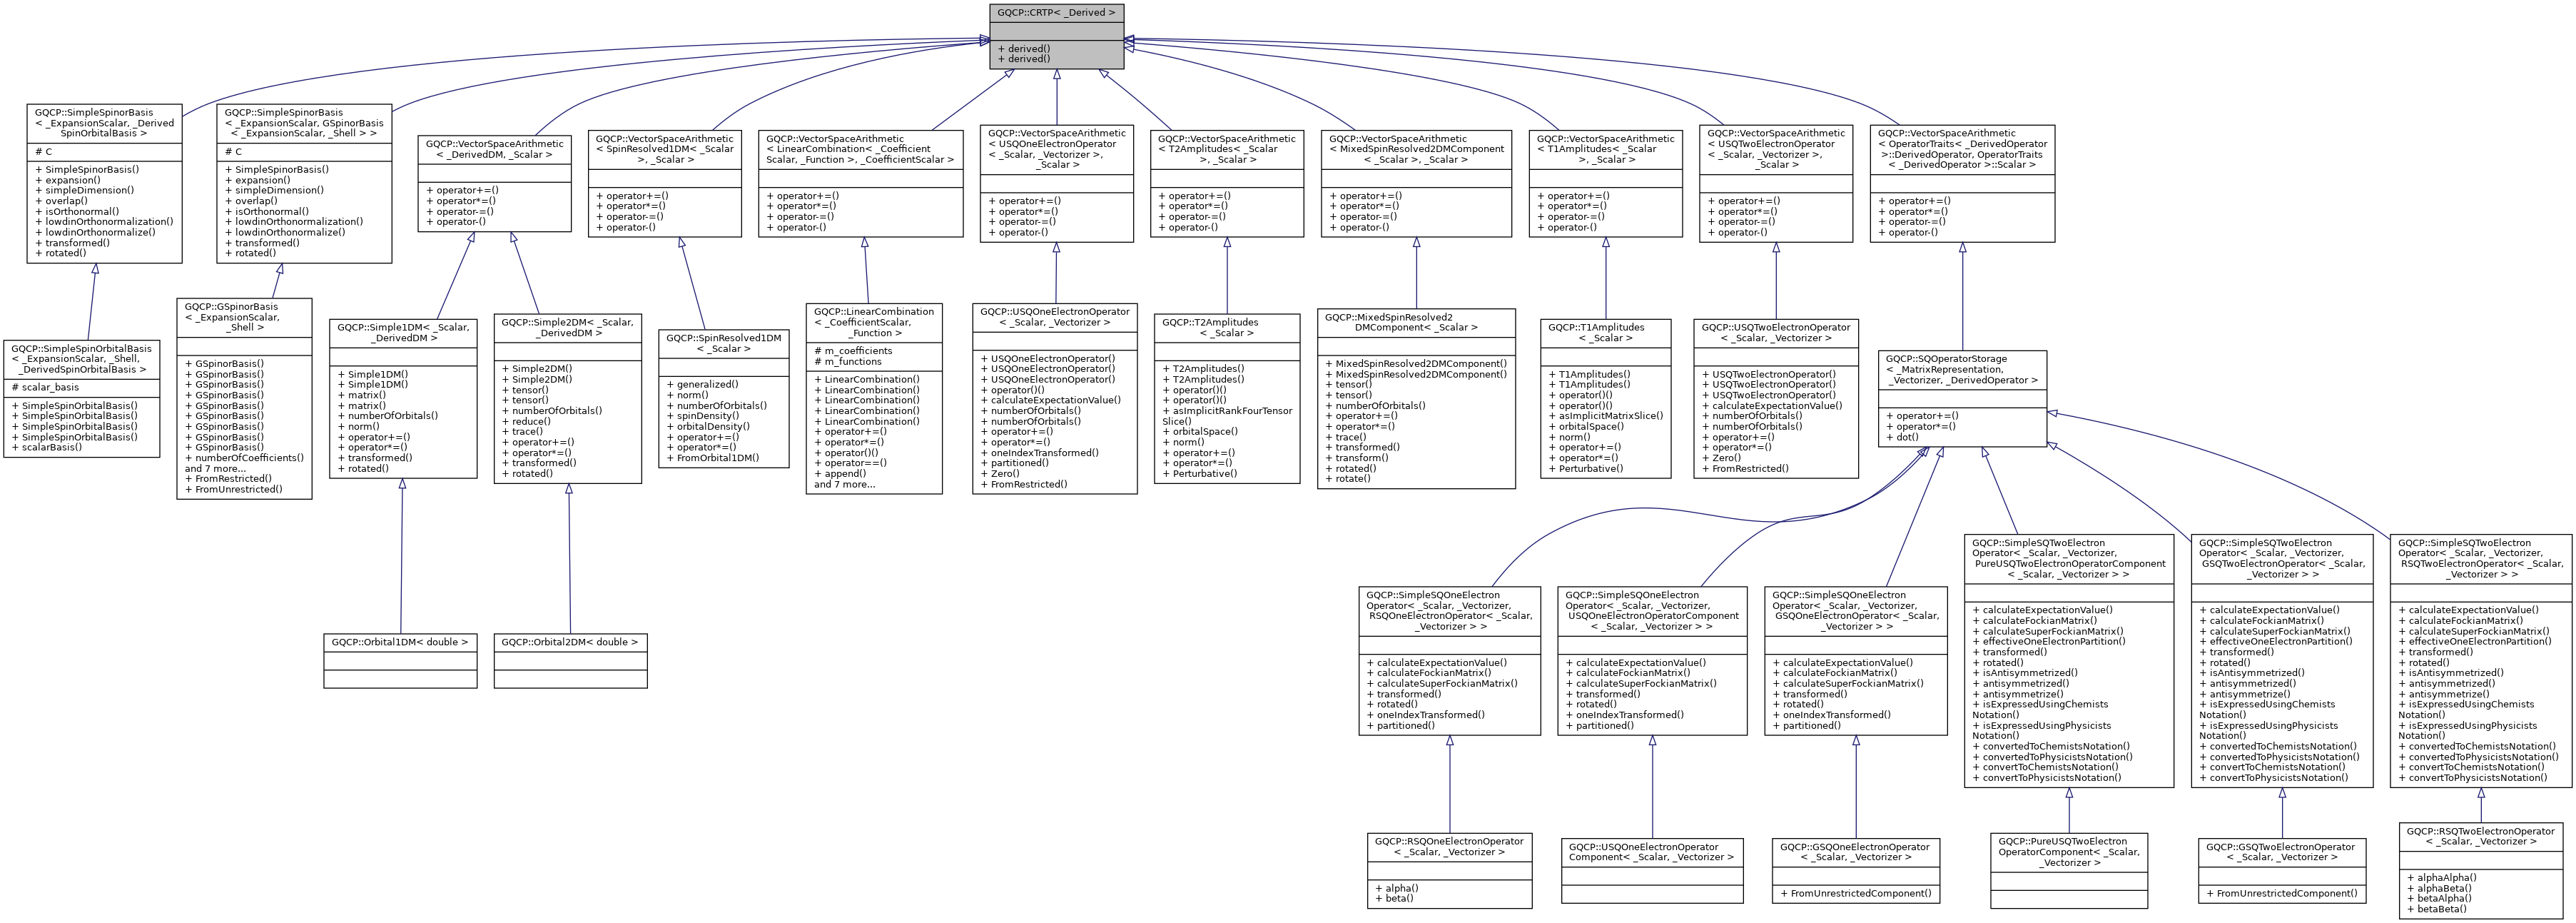 GQCP::CRTP< _Derived >
+ derived()
+ derived()
GQCP::SimpleSpinorBasis
< _ExpansionScalar, _Derived
SpinOrbitalBasis >
# C
+ SimpleSpinorBasis()
+ expansion()
+ simpleDimension()
+ overlap()
+ isOrthonormal()
+ lowdinOrthonormalization()
+ lowdinOrthonormalize()
+ transformed()
+ rotated()
GQCP::SimpleSpinorBasis
< _ExpansionScalar, GSpinorBasis
< _ExpansionScalar, _Shell > >
# C
+ SimpleSpinorBasis()
+ expansion()
+ simpleDimension()
+ overlap()
+ isOrthonormal()
+ lowdinOrthonormalization()
+ lowdinOrthonormalize()
+ transformed()
+ rotated()
GQCP::VectorSpaceArithmetic
< _DerivedDM, _Scalar >
+ operator+=()
+ operator*=()
+ operator-=()
+ operator-()
GQCP::VectorSpaceArithmetic
< SpinResolved1DM< _Scalar
>, _Scalar >
+ operator+=()
+ operator*=()
+ operator-=()
+ operator-()
GQCP::VectorSpaceArithmetic
< LinearCombination< _Coefficient
Scalar, _Function >, _CoefficientScalar >
+ operator+=()
+ operator*=()
+ operator-=()
+ operator-()
GQCP::VectorSpaceArithmetic
< USQOneElectronOperator
< _Scalar, _Vectorizer >,
_Scalar >
+ operator+=()
+ operator*=()
+ operator-=()
+ operator-()
GQCP::VectorSpaceArithmetic
< T2Amplitudes< _Scalar
>, _Scalar >
+ operator+=()
+ operator*=()
+ operator-=()
+ operator-()
GQCP::VectorSpaceArithmetic
< MixedSpinResolved2DMComponent
< _Scalar >, _Scalar >
+ operator+=()
+ operator*=()
+ operator-=()
+ operator-()
GQCP::VectorSpaceArithmetic
< T1Amplitudes< _Scalar
>, _Scalar >
+ operator+=()
+ operator*=()
+ operator-=()
+ operator-()
GQCP::VectorSpaceArithmetic
< USQTwoElectronOperator
< _Scalar, _Vectorizer >,
_Scalar >
+ operator+=()
+ operator*=()
+ operator-=()
+ operator-()
GQCP::VectorSpaceArithmetic
< OperatorTraits< _DerivedOperator
>::DerivedOperator, OperatorTraits
< _DerivedOperator >::Scalar >
+ operator+=()
+ operator*=()
+ operator-=()
+ operator-()
GQCP::SimpleSpinOrbitalBasis
< _ExpansionScalar, _Shell,
_DerivedSpinOrbitalBasis >
# scalar_basis
+ SimpleSpinOrbitalBasis()
+ SimpleSpinOrbitalBasis()
+ SimpleSpinOrbitalBasis()
+ SimpleSpinOrbitalBasis()
+ scalarBasis()
GQCP::GSpinorBasis
< _ExpansionScalar,
_Shell >
+ GSpinorBasis()
+ GSpinorBasis()
+ GSpinorBasis()
+ GSpinorBasis()
+ GSpinorBasis()
+ GSpinorBasis()
+ GSpinorBasis()
+ GSpinorBasis()
+ GSpinorBasis()
+ numberOfCoefficients()
and 7 more...
+ FromRestricted()
+ FromUnrestricted()
GQCP::Simple1DM< _Scalar,
_DerivedDM >
+ Simple1DM()
+ Simple1DM()
+ matrix()
+ matrix()
+ numberOfOrbitals()
+ norm()
+ operator+=()
+ operator*=()
+ transformed()
+ rotated()
GQCP::Simple2DM< _Scalar,
_DerivedDM >
+ Simple2DM()
+ Simple2DM()
+ tensor()
+ tensor()
+ numberOfOrbitals()
+ reduce()
+ trace()
+ operator+=()
+ operator*=()
+ transformed()
+ rotated()
GQCP::SpinResolved1DM
< _Scalar >
+ generalized()
+ norm()
+ numberOfOrbitals()
+ spinDensity()
+ orbitalDensity()
+ operator+=()
+ operator*=()
+ FromOrbital1DM()
GQCP::LinearCombination
< _CoefficientScalar,
_Function >
# m_coefficients
# m_functions
+ LinearCombination()
+ LinearCombination()
+ LinearCombination()
+ LinearCombination()
+ LinearCombination()
+ operator+=()
+ operator*=()
+ operator()()
+ operator==()
+ append()
and 7 more...
GQCP::USQOneElectronOperator
< _Scalar, _Vectorizer >
+ USQOneElectronOperator()
+ USQOneElectronOperator()
+ USQOneElectronOperator()
+ operator()()
+ calculateExpectationValue()
+ numberOfOrbitals()
+ numberOfOrbitals()
+ operator+=()
+ operator*=()
+ oneIndexTransformed()
+ partitioned()
+ Zero()
+ FromRestricted()
GQCP::T2Amplitudes
< _Scalar >
+ T2Amplitudes()
+ T2Amplitudes()
+ operator()()
+ operator()()
+ asImplicitRankFourTensor
Slice()
+ orbitalSpace()
+ norm()
+ operator+=()
+ operator*=()
+ Perturbative()
GQCP::MixedSpinResolved2
DMComponent< _Scalar >
+ MixedSpinResolved2DMComponent()
+ MixedSpinResolved2DMComponent()
+ tensor()
+ tensor()
+ numberOfOrbitals()
+ operator+=()
+ operator*=()
+ trace()
+ transformed()
+ transform()
+ rotated()
+ rotate()
GQCP::T1Amplitudes
< _Scalar >
+ T1Amplitudes()
+ T1Amplitudes()
+ operator()()
+ operator()()
+ asImplicitMatrixSlice()
+ orbitalSpace()
+ norm()
+ operator+=()
+ operator*=()
+ Perturbative()
GQCP::USQTwoElectronOperator
< _Scalar, _Vectorizer >
+ USQTwoElectronOperator()
+ USQTwoElectronOperator()
+ USQTwoElectronOperator()
+ calculateExpectationValue()
+ numberOfOrbitals()
+ numberOfOrbitals()
+ operator+=()
+ operator*=()
+ Zero()
+ FromRestricted()
GQCP::SQOperatorStorage
< _MatrixRepresentation,
_Vectorizer, _DerivedOperator >
+ operator+=()
+ operator*=()
+ dot()
GQCP::Orbital1DM< double >
GQCP::Orbital2DM< double >
GQCP::SimpleSQOneElectron
Operator< _Scalar, _Vectorizer,
RSQOneElectronOperator< _Scalar,
_Vectorizer > >
+ calculateExpectationValue()
+ calculateFockianMatrix()
+ calculateSuperFockianMatrix()
+ transformed()
+ rotated()
+ oneIndexTransformed()
+ partitioned()
GQCP::SimpleSQOneElectron
Operator< _Scalar, _Vectorizer,
USQOneElectronOperatorComponent
< _Scalar, _Vectorizer > >
+ calculateExpectationValue()
+ calculateFockianMatrix()
+ calculateSuperFockianMatrix()
+ transformed()
+ rotated()
+ oneIndexTransformed()
+ partitioned()
GQCP::SimpleSQOneElectron
Operator< _Scalar, _Vectorizer,
GSQOneElectronOperator< _Scalar,
_Vectorizer > >
+ calculateExpectationValue()
+ calculateFockianMatrix()
+ calculateSuperFockianMatrix()
+ transformed()
+ rotated()
+ oneIndexTransformed()
+ partitioned()
GQCP::SimpleSQTwoElectron
Operator< _Scalar, _Vectorizer,
PureUSQTwoElectronOperatorComponent
< _Scalar, _Vectorizer > >
+ calculateExpectationValue()
+ calculateFockianMatrix()
+ calculateSuperFockianMatrix()
+ effectiveOneElectronPartition()
+ transformed()
+ rotated()
+ isAntisymmetrized()
+ antisymmetrized()
+ antisymmetrize()
+ isExpressedUsingChemists
Notation()
+ isExpressedUsingPhysicists
Notation()
+ convertedToChemistsNotation()
+ convertedToPhysicistsNotation()
+ convertToChemistsNotation()
+ convertToPhysicistsNotation()
GQCP::SimpleSQTwoElectron
Operator< _Scalar, _Vectorizer,
GSQTwoElectronOperator< _Scalar,
_Vectorizer > >
+ calculateExpectationValue()
+ calculateFockianMatrix()
+ calculateSuperFockianMatrix()
+ effectiveOneElectronPartition()
+ transformed()
+ rotated()
+ isAntisymmetrized()
+ antisymmetrized()
+ antisymmetrize()
+ isExpressedUsingChemists
Notation()
+ isExpressedUsingPhysicists
Notation()
+ convertedToChemistsNotation()
+ convertedToPhysicistsNotation()
+ convertToChemistsNotation()
+ convertToPhysicistsNotation()
GQCP::SimpleSQTwoElectron
Operator< _Scalar, _Vectorizer,
RSQTwoElectronOperator< _Scalar,
_Vectorizer > >
+ calculateExpectationValue()
+ calculateFockianMatrix()
+ calculateSuperFockianMatrix()
+ effectiveOneElectronPartition()
+ transformed()
+ rotated()
+ isAntisymmetrized()
+ antisymmetrized()
+ antisymmetrize()
+ isExpressedUsingChemists
Notation()
+ isExpressedUsingPhysicists
Notation()
+ convertedToChemistsNotation()
+ convertedToPhysicistsNotation()
+ convertToChemistsNotation()
+ convertToPhysicistsNotation()
GQCP::RSQOneElectronOperator
< _Scalar, _Vectorizer >
+ alpha()
+ beta()
GQCP::USQOneElectronOperator
Component< _Scalar, _Vectorizer >
GQCP::GSQOneElectronOperator
< _Scalar, _Vectorizer >
+ FromUnrestrictedComponent()
GQCP::PureUSQTwoElectron
OperatorComponent< _Scalar,
_Vectorizer >
GQCP::GSQTwoElectronOperator
< _Scalar, _Vectorizer >
+ FromUnrestrictedComponent()
GQCP::RSQTwoElectronOperator
< _Scalar, _Vectorizer >
+ alphaAlpha()
+ alphaBeta()
+ betaAlpha()
+ betaBeta()